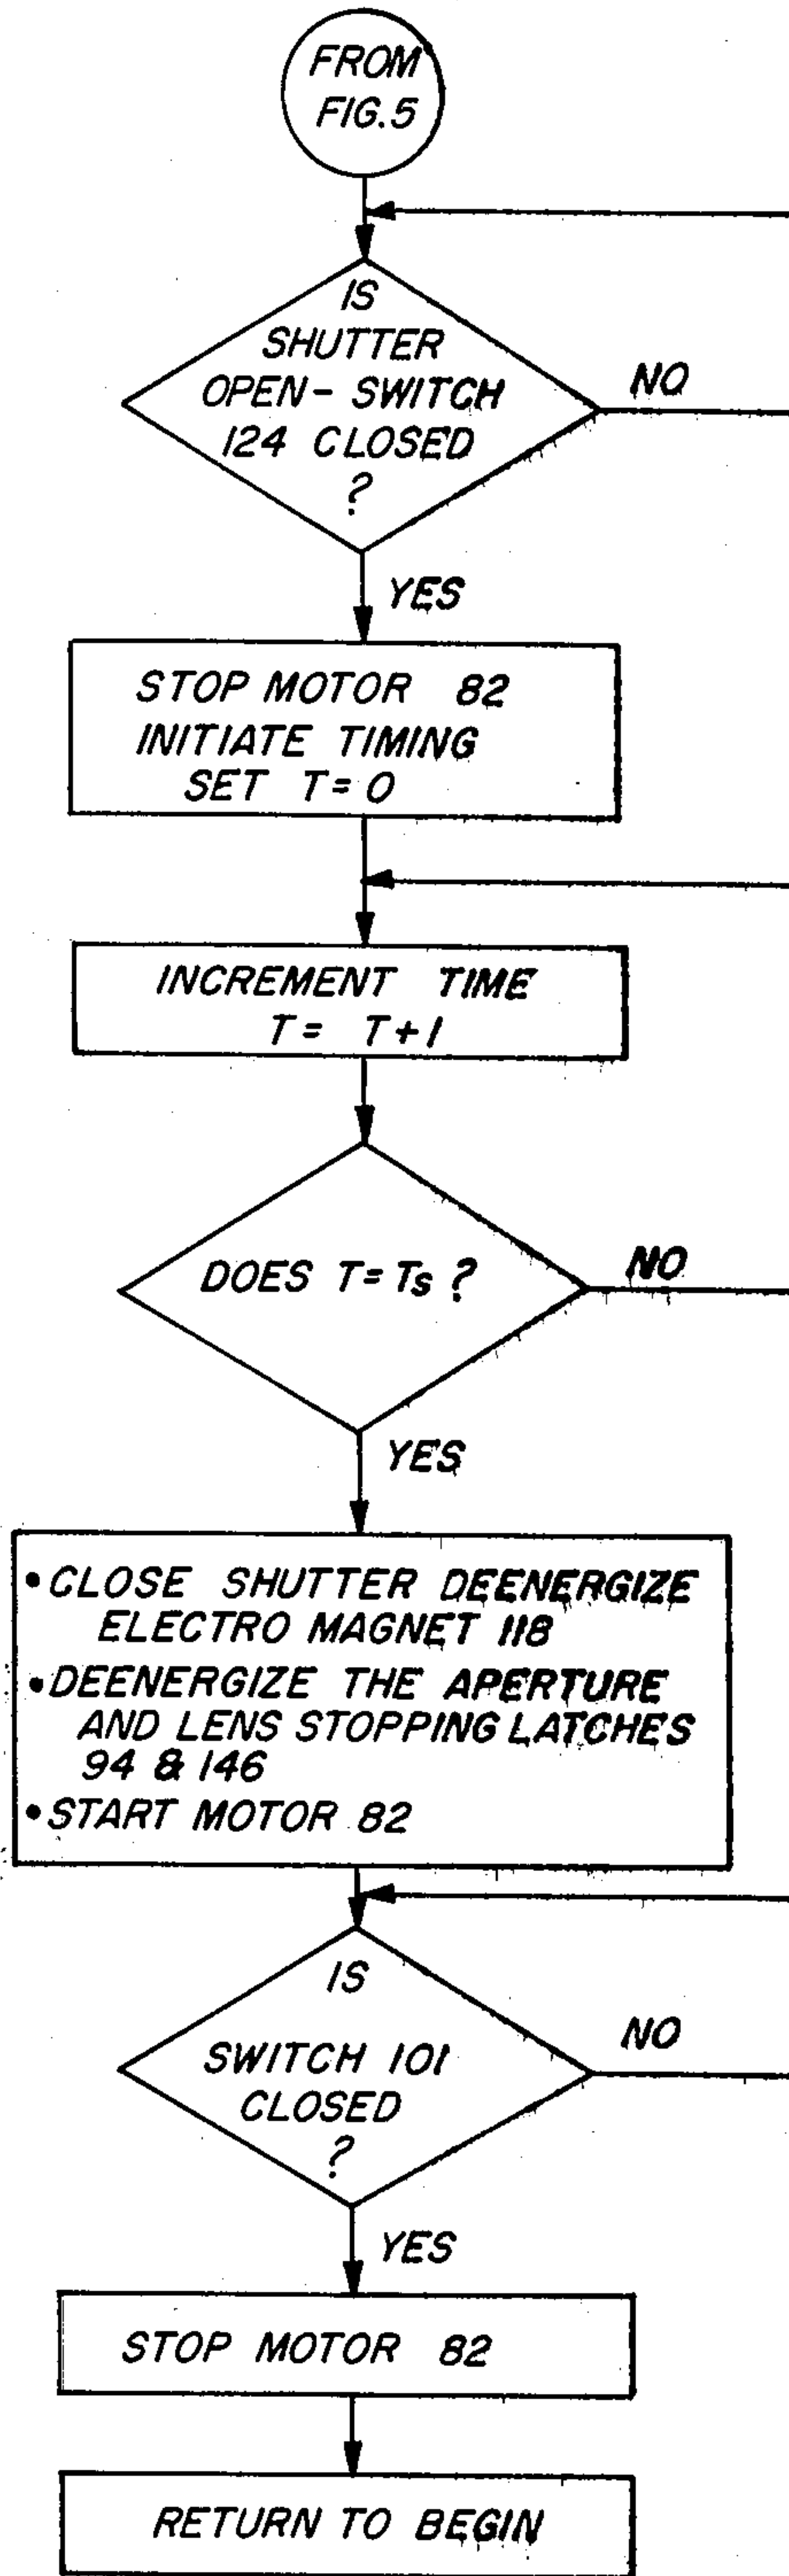 FROM
FIG.5
IS
SHUTTER
OPEN- SWITCH
124 CLOSED
?
NO
YES
STOP MOTOR 82
INITIATE TIMING
SET T=0
INCREMENT TIME
T= T+1
DOES T=Ts ?
NO
YES
•CLOSE SHUTTER DEENERGIZE
ELECTRO MAGNET 118
•DEENERGIZE THE APERTURE
AND LENS STOPPING LATCHES
94 & 146
•START MOTOR 82
IS
SWITCH 101
CLOSED
?
NO
YES
STOP MOTOR 82
RETURN TO BEGIN